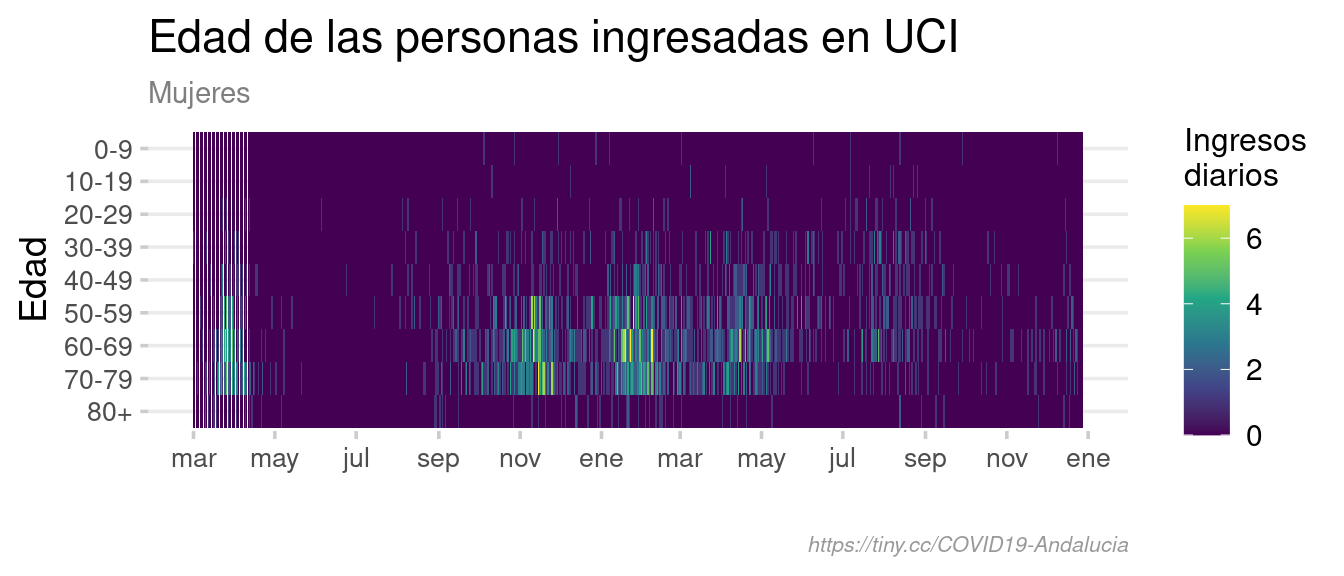 Edad de las personas ingresadas en UCI
Mujeres
Edad
0-9
10-19
20-29
30-39
40-49
50-59
60-69
70-79
80+
mar may jul sep nov ene mar may jul sep nov ene
Ingresos
diarios
6
4
2
0
https://tiny.cc/COVID19-Andalucia